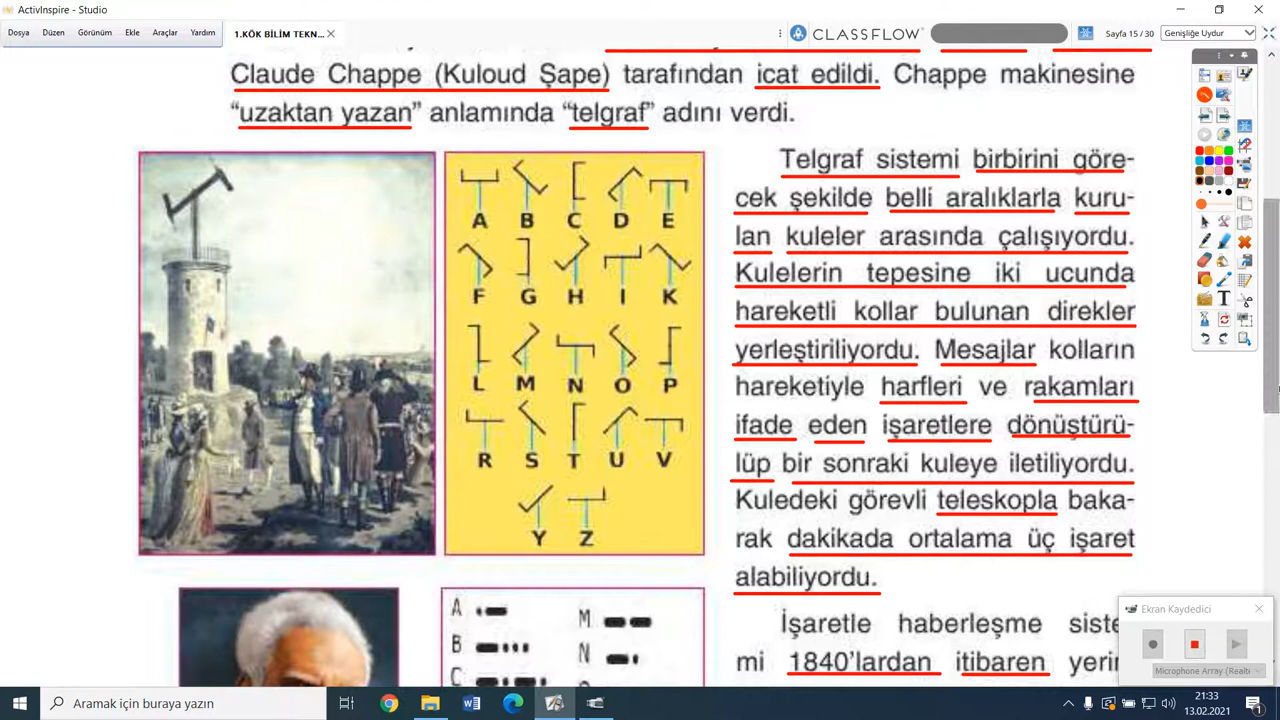 ActivInspire - Studio
Dosya Düzen Görünüm Ekle Araçlar Yardım
1.KÖK BİLİM TEKN...
CLASSFLOW
Sayfa 15 / 30
Genişliğe Uydur
Claude Chappe (Kuloud Şape) tarafından icat edildi. Chappe makinesine
“uzaktan yazan” anlamında “telgraf” adını verdi.
A B C D E
F G H I K
L M N O P
R S T U V
Y Z
Telgraf sistemi birbirini göre-
cek şekilde belli aralıklarla kuru-
lan kuleler arasında çalışıyordu.
Kulelerin tepesine iki ucunda
hareketli kollar bulunan direkler
yerleştiriliyordu. Mesajlar kolların
hareketiyle harfleri ve rakamları
ifade eden işaretlere dönüştürü-
lüp bir sonraki kuleye iletiliyordu.
Kuledeki görevli teleskopla baka-
rak dakikada ortalama üç işaret
alabiliyordu.
A M
B N
C
İşaretle haberleşme siste
mi 1840’lardan itibaren yerin
Ekran Kaydedici
Microphone Array (Realte
Aramak için buraya yazın
21:33
13.02.2021